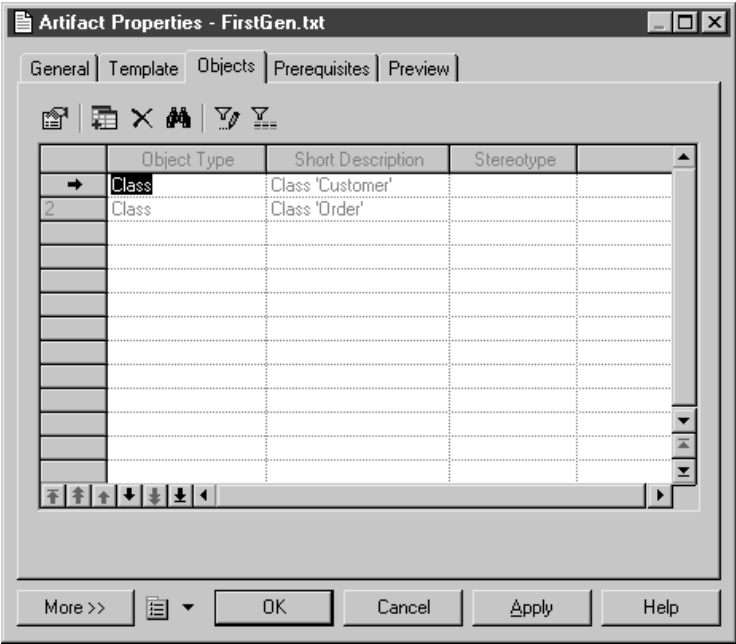 Artifact Properties - FirstGen.txt
General Template Objects Prerequisites Preview
Object Type Short Description Stereotype
Class Class 'Customer'
2 Class Class 'Order'
More >> OK Cancel Apply Help